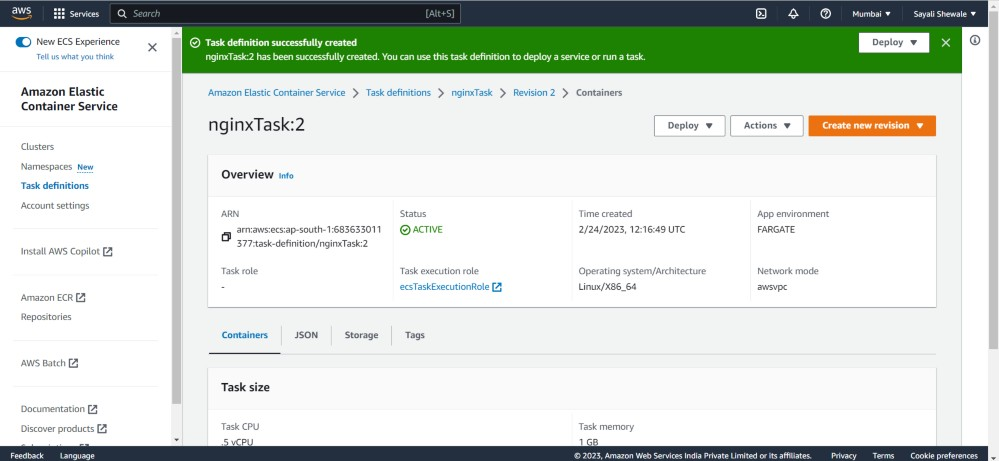 aws
Services
Search
[Alt+S]
Mumbai
Sayali Shewale
New ECS Experience
Tell us what you think
Amazon Elastic
Container Service
Clusters
Namespaces New
Task definitions
Account settings
Install AWS Copilot
Amazon ECR
Repositories
AWS Batch
Documentation
Discover products
Task definition successfully created
nginxTask:2 has been successfully created. You can use this task definition to deploy a service or run a task.
Deploy
Amazon Elastic Container Service > Task definitions > nginxTask > Revision 2 > Containers
nginxTask:2
Deploy
Actions
Create new revision
Overview Info
ARN
arn:aws:ecs:ap-south-1:683633011
377:task-definition/nginxTask:2
Status
ACTIVE
Time created
2/24/2023, 12:16:49 UTC
App environment
FARGATE
Task role
-
Task execution role
ecsTaskExecutionRole
Operating system/Architecture
Linux/X86_64
Network mode
awsvpc
Containers
JSON
Storage
Tags
Task size
Task CPU
.5 vCPU
Task memory
1 GB
Feedback
Language
© 2023, Amazon Web Services India Private Limited or its affiliates.
Privacy
Terms
Cookie preferences